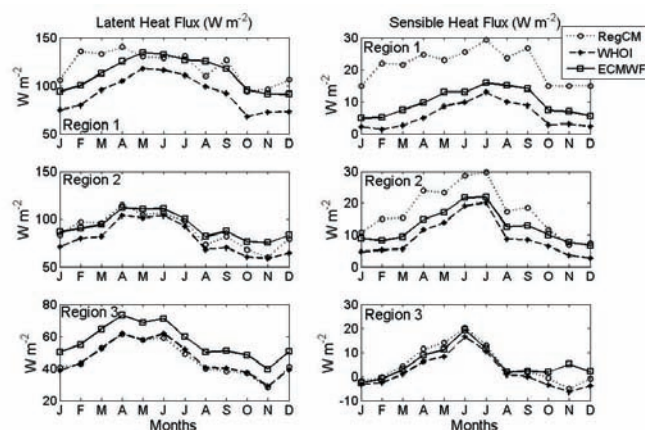 Latent Heat Flux (W m-2)
Sensible Heat Flux (W m-2)
RegCM
WHOI
ECMWF
W m-2
150
100
50
Region 1
J F M A M J J A S O N D
W m-2
30
20
10
0
Region 1
J F M A M J J A S O N D
W m-2
150
100
50
Region 2
J F M A M J J A S O N D
W m-2
30
20
10
0
Region 2
J F M A M J J A S O N D
W m-2
80
60
40
20
Region 3
J F M A M J J A S O N D
Months
W m-2
30
20
10
0
-10
Region 3
J F M A M J J A S O N D
Months